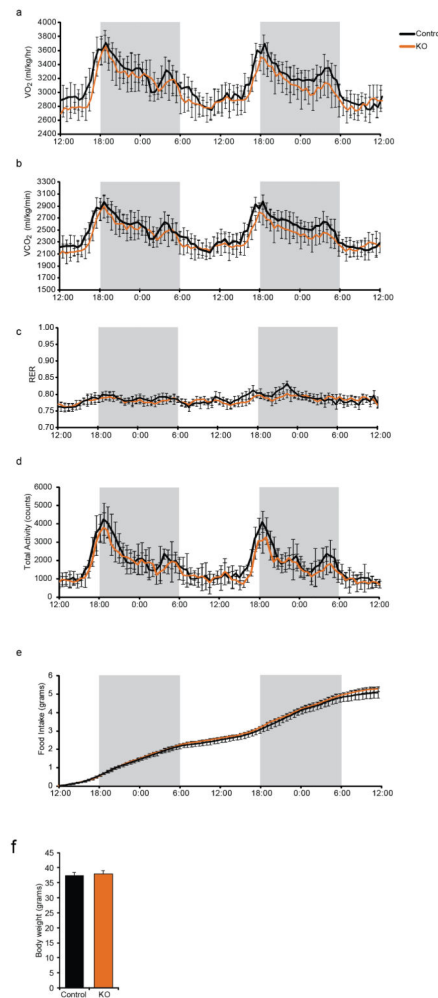 a
Control
KO
VO2 (ml/kg/hr)
4000
3800
3600
3400
3200
3000
2800
2600
2400
12:00 18:00 0:00 6:00 12:00 18:00 0:00 6:00 12:00
b
VCO2 (ml/kg/min)
3300
3100
2900
2700
2500
2300
2100
1900
1700
1500
12:00 18:00 0:00 6:00 12:00 18:00 0:00 6:00 12:00
c
RER
1.00
0.95
0.90
0.85
0.80
0.75
0.70
12:00 18:00 0:00 6:00 12:00 18:00 0:00 6:00 12:00
d
Total Activity (counts)
6000
5000
4000
3000
2000
1000
0
12:00 18:00 0:00 6:00 12:00 18:00 0:00 6:00 12:00
e
Food Intake (grams)
6
5
4
3
2
1
0
12:00 18:00 0:00 6:00 12:00 18:00 0:00 6:00 12:00
f
Body weight (grams)
45
40
35
30
25
20
15
10
5
0
Control KO